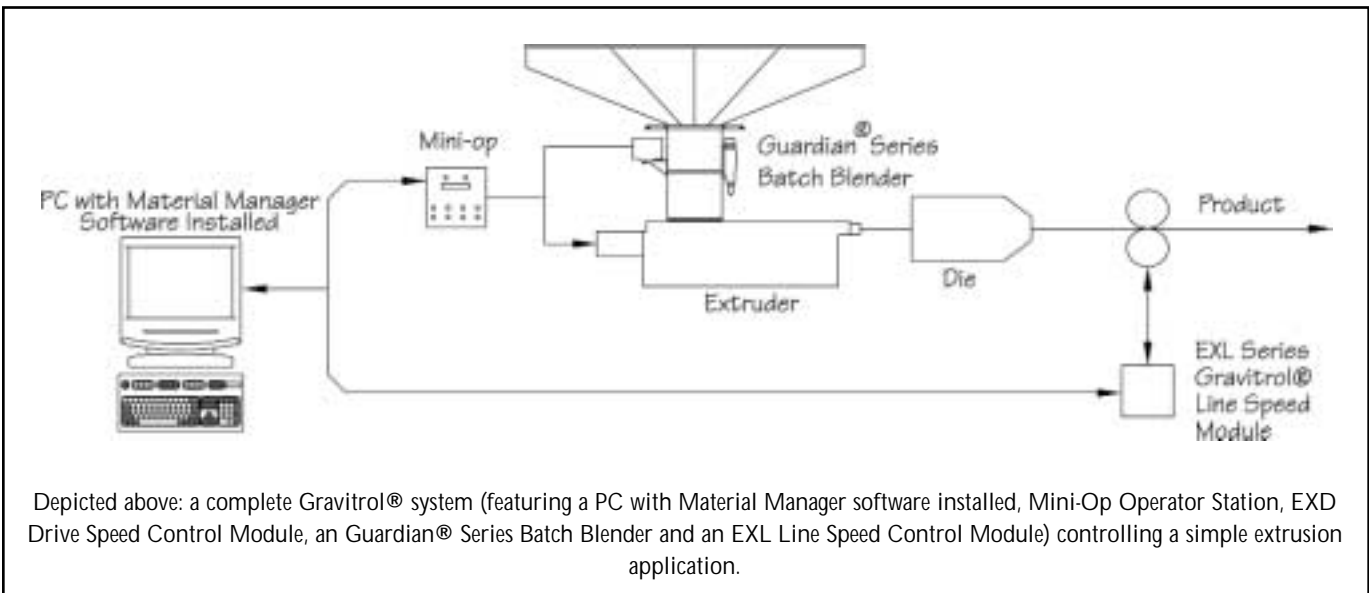 Mini-op
Guardian® Series
Batch Blender
PC with Material Manager
Software Installed
Product
Die
Extruder
EXL Series
Gravitrol®
Line Speed
Module
Depicted above: a complete Gravitrol® system (featuring a PC with Material Manager software installed, Mini-Op Operator Station, EXD
Drive Speed Control Module, an Guardian® Series Batch Blender and an EXL Line Speed Control Module) controlling a simple extrusion
application.